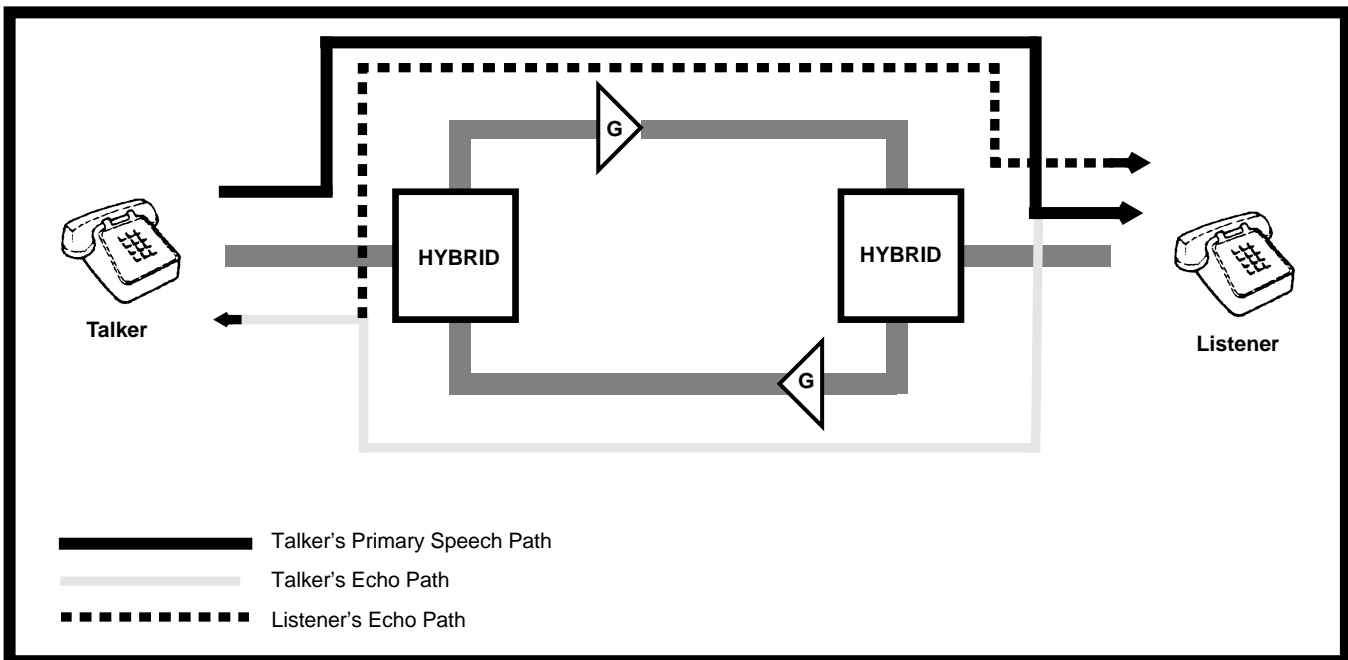 G
HYBRID
HYBRID
Talker
Listener
G
Talker's Primary Speech Path
Talker's Echo Path
Listener's Echo Path